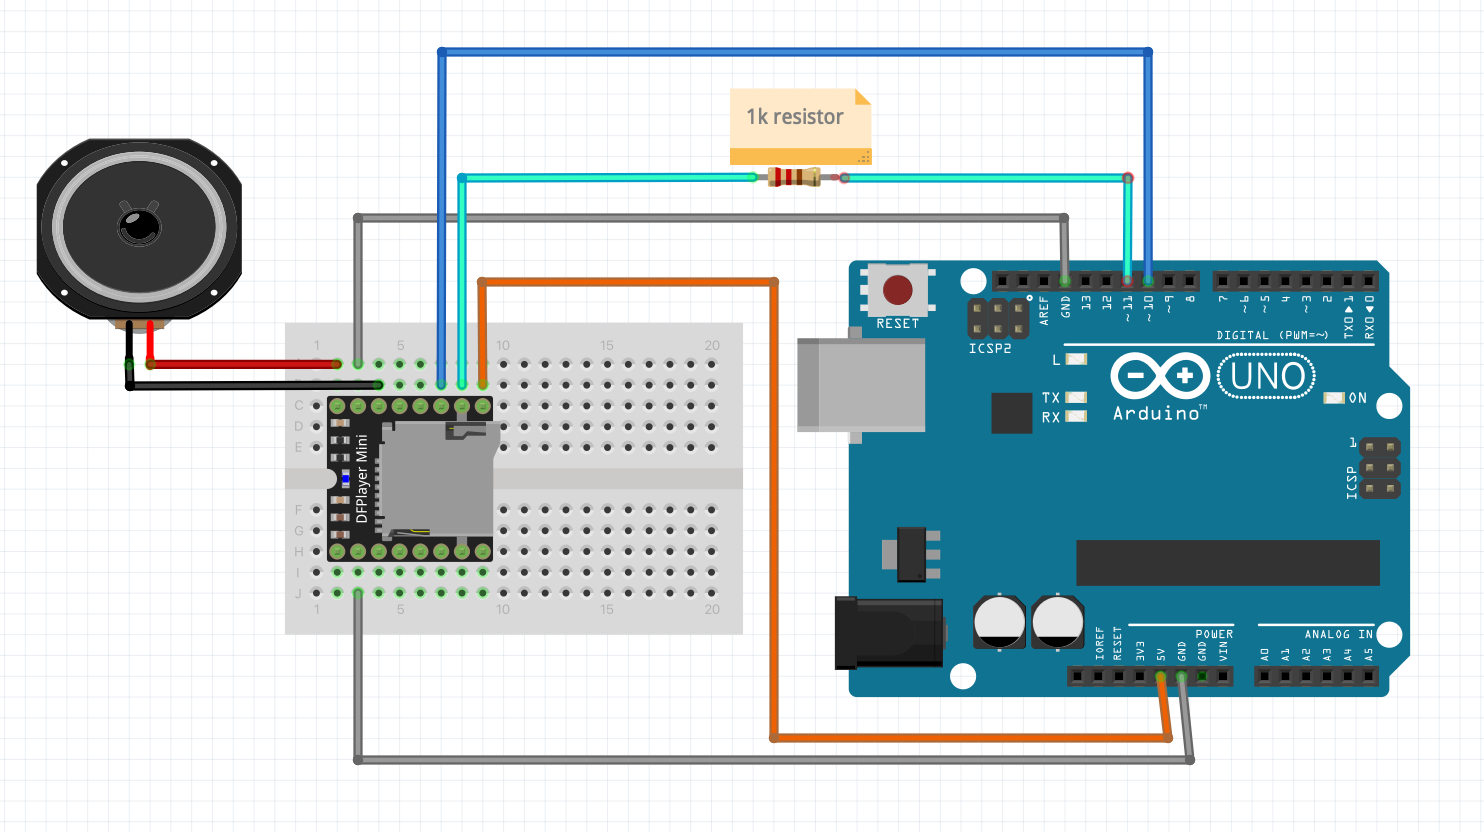 1k resistor
RESET
ICSP2
AREF
GND
13
12
~11
~10
~9
8
7
~6
~5
4
~3
2
TX0▶1
RX0◀0
DIGITAL (PWM=~)
L
TX
RX
UNO
Arduino™
ON
1
ICSP
1 5 10 15 20
C
D
E
DFPlayer Mini
F
G
H
I
J
1 5 10 15 20
IOREF
RESET
3V3
5V
GND
GND
VIN
POWER
ANALOG IN
A0
A1
A2
A3
A4
A5